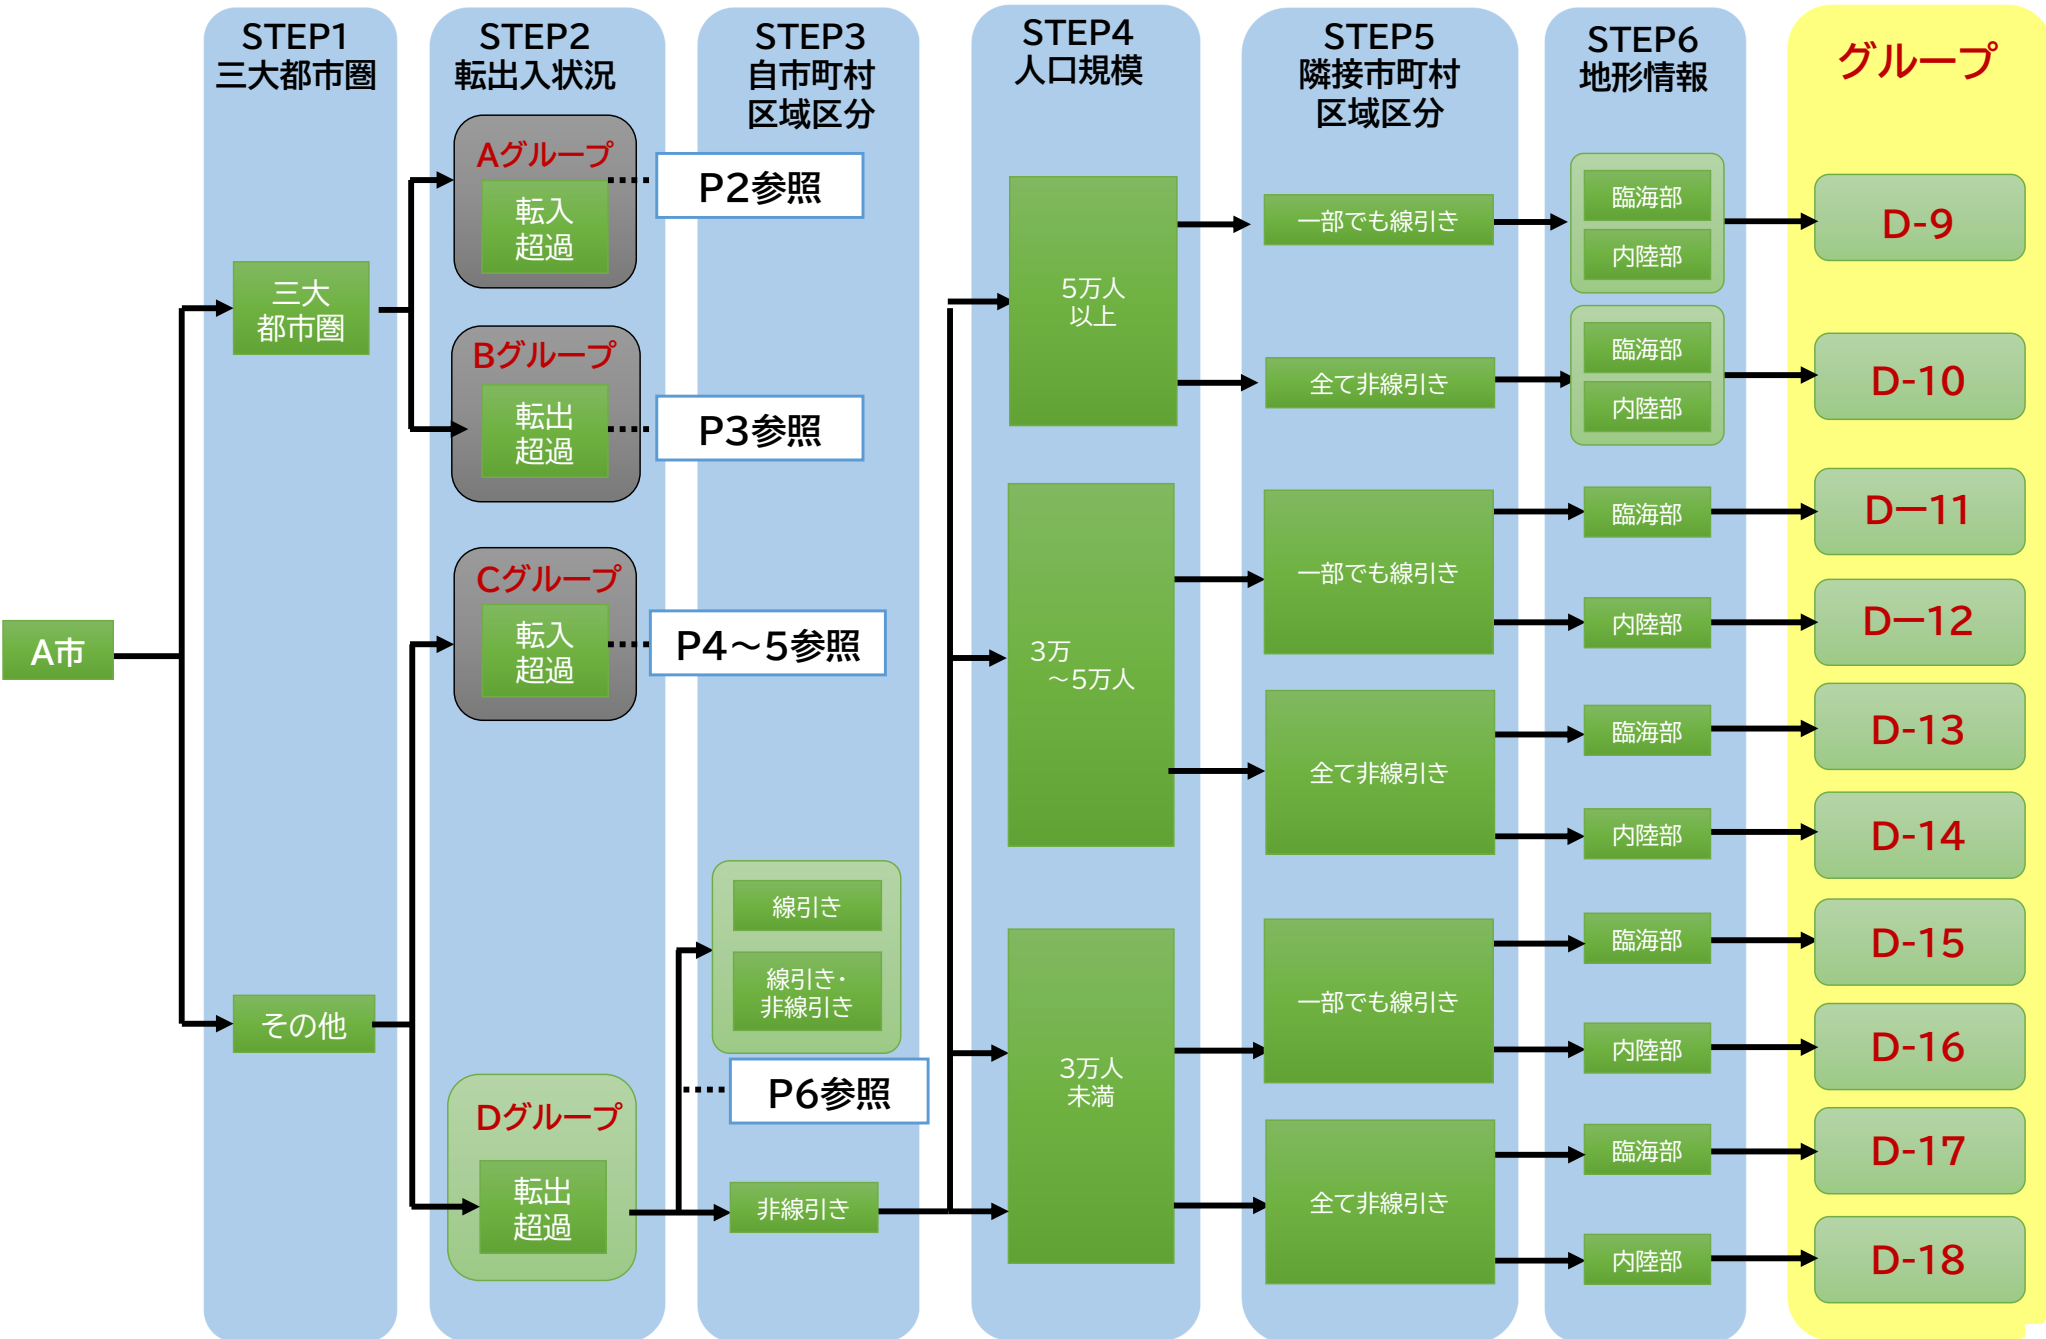 STEP1
三大都市圏
STEP2
転出入状況
STEP3
自市町村
区域区分
STEP4
人口規模
STEP5
隣接市町村
区域区分
STEP6
地形情報
グループ
A市
三大
都市圏
その他
Aグループ
転入
超過
P2参照
Bグループ
転出
超過
P3参照
Cグループ
転入
超過
P4～5参照
Dグループ
転出
超過
線引き
線引き・
非線引き
P6参照
非線引き
5万人
以上
3万
～5万人
3万人
未満
一部でも線引き
全て非線引き
一部でも線引き
全て非線引き
一部でも線引き
全て非線引き
臨海部
内陸部
臨海部
内陸部
臨海部
内陸部
臨海部
内陸部
臨海部
内陸部
臨海部
内陸部
D-9
D-10
Dー11
Dー12
D-13
D-14
D-15
D-16
D-17
D-18